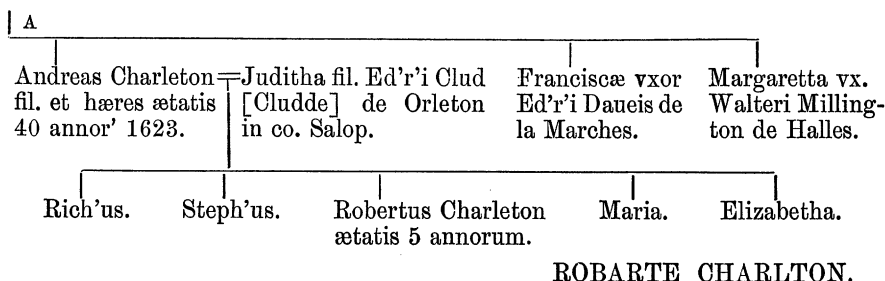 A
Andreas Charleton
fil. et hæres ætatis
40 annor' 1623.
Juditha fil. Ed'r'i Clud
[Cludde] de Orleton
in co. Salop.
Franciscæ vxor
Ed'r'i Daueis de
la Marches.
Margaretta vx.
Walteri Milling-
ton de Halles.
Rich'us.
Steph'us.
Robertus Charleton
ætatis 5 annorum.
Maria.
Elizabetha.
ROBARTE CHARLTON.